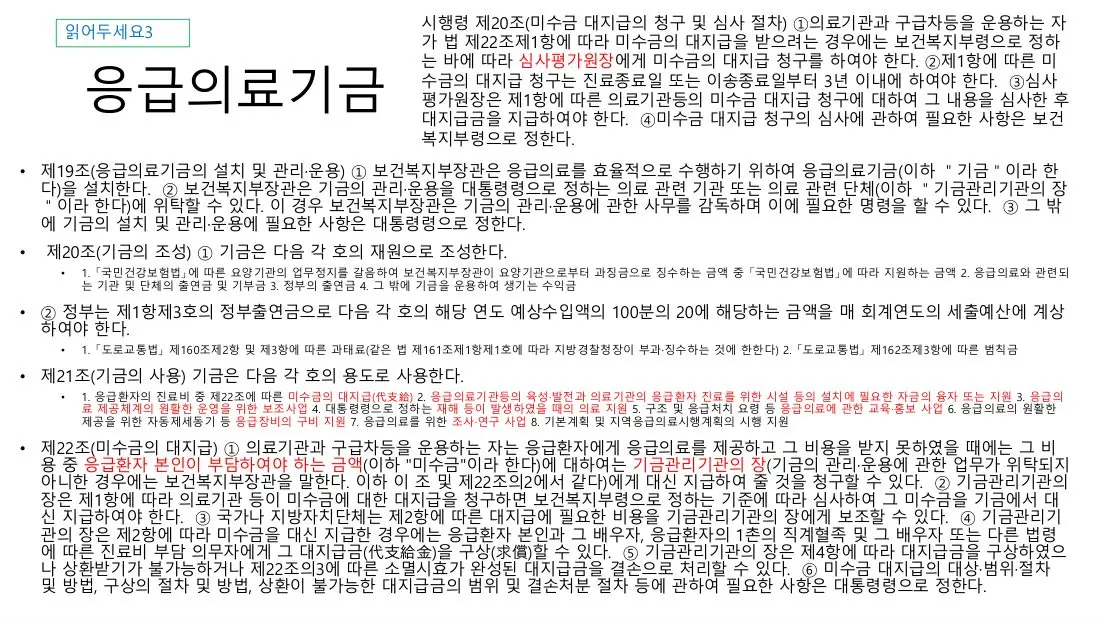 읽어두세요3
응급의료기금
시행령 제20조(미수금 대지급의 청구 및 심사 절차) ①의료기관과 구급차등을 운용하는 자
가 법 제22조제1항에 따라 미수금의 대지급을 받으려는 경우에는 보건복지부령으로 정하
는 바에 따라 심사평가원장에게 미수금의 대지급 청구를 하여야 한다. ②제1항에 따른 미
수금의 대지급 청구는 진료종료일 또는 이송종료일부터 3년 이내에 하여야 한다. ③심사
평가원장은 제1항에 따른 의료기관등의 미수금 대지급 청구에 대하여 그 내용을 심사한 후
대지급금을 지급하여야 한다. ④미수금 대지급 청구의 심사에 관하여 필요한 사항은 보건
복지부령으로 정한다.
• 제19조(응급의료기금의 설치 및 관리·운용) ① 보건복지부장관은 응급의료를 효율적으로 수행하기 위하여 응급의료기금(이하 "기금"이라 한
다)을 설치한다. ② 보건복지부장관은 기금의 관리·운용을 대통령령으로 정하는 의료 관련 기관 또는 의료 관련 단체(이하 "기금관리기관의 장
"이라 한다)에 위탁할 수 있다. 이 경우 보건복지부장관은 기금의 관리·운용에 관한 사무를 감독하며 이에 필요한 명령을 할 수 있다. ③ 그 밖
에 기금의 설치 및 관리·운용에 필요한 사항은 대통령령으로 정한다.
• 제20조(기금의 조성) ① 기금은 다음 각 호의 재원으로 조성한다.
• 1.「국민건강보험법」에 따른 요양기관의 업무정지를 갈음하여 보건복지부장관이 요양기관으로부터 과징금으로 징수하는 금액 중 「국민건강보험법」에 따라 지원하는 금액 2. 응급의료와 관련되
는 기관 및 단체의 출연금 및 기부금 3. 정부의 출연금 4. 그 밖에 기금을 운용하여 생기는 수익금
• ② 정부는 제1항제3호의 정부출연금으로 다음 각 호의 해당 연도 예상수입액의 100분의 20에 해당하는 금액을 매 회계연도의 세출예산에 계상
하여야 한다.
• 1.「도로교통법」 제160조제2항 및 제3항에 따른 과태료(같은 법 제161조제1항제1호에 따라 지방경찰청장이 부과·징수하는 것에 한한다) 2.「도로교통법」 제162조제3항에 따른 범칙금
• 제21조(기금의 사용) 기금은 다음 각 호의 용도로 사용한다.
• 1. 응급환자의 진료비 중 제22조에 따른 미수금의 대지급(代支給) 2. 응급의료기관등의 육성·발전과 의료기관의 응급환자 진료를 위한 시설 등의 설치에 필요한 자금의 융자 또는 지원 3. 응급의
료 제공체계의 원활한 운영을 위한 보조사업 4. 대통령령으로 정하는 재해 등이 발생하였을 때의 의료 지원 5. 구조 및 응급처치 요령 등 응급의료에 관한 교육·홍보 사업 6. 응급의료의 원활한
제공을 위한 자동제세동기 등 응급장비의 구비 지원 7. 응급의료를 위한 조사·연구 사업 8. 기본계획 및 지역응급의료시행계획의 시행 지원
• 제22조(미수금의 대지급) ① 의료기관과 구급차등을 운용하는 자는 응급환자에게 응급의료를 제공하고 그 비용을 받지 못하였을 때에는 그 비
용 중 응급환자 본인이 부담하여야 하는 금액(이하 "미수금"이라 한다)에 대하여는 기금관리기관의 장(기금의 관리·운용에 관한 업무가 위탁되지
아니한 경우에는 보건복지부장관을 말한다. 이하 이 조 및 제22조의2에서 같다)에게 대신 지급하여 줄 것을 청구할 수 있다. ② 기금관리기관의
장은 제1항에 따라 의료기관 등이 미수금에 대한 대지급을 청구하면 보건복지부령으로 정하는 기준에 따라 심사하여 그 미수금을 기금에서 대
신 지급하여야 한다. ③ 국가나 지방자치단체는 제2항에 따른 대지급에 필요한 비용을 기금관리기관의 장에게 보조할 수 있다. ④ 기금관리기
관의 장은 제2항에 따라 미수금을 대신 지급한 경우에는 응급환자 본인과 그 배우자, 응급환자의 1촌의 직계혈족 및 그 배우자 또는 다른 법령
에 따른 진료비 부담 의무자에게 그 대지급금(代支給金)을 구상(求償)할 수 있다. ⑤ 기금관리기관의 장은 제4항에 따라 대지급금을 구상하였으
나 상환받기가 불가능하거나 제22조의3에 따른 소멸시효가 완성된 대지급금을 결손으로 처리할 수 있다. ⑥ 미수금 대지급의 대상·범위·절차
및 방법, 구상의 절차 및 방법, 상환이 불가능한 대지급금의 범위 및 결손처분 절차 등에 관하여 필요한 사항은 대통령령으로 정한다.